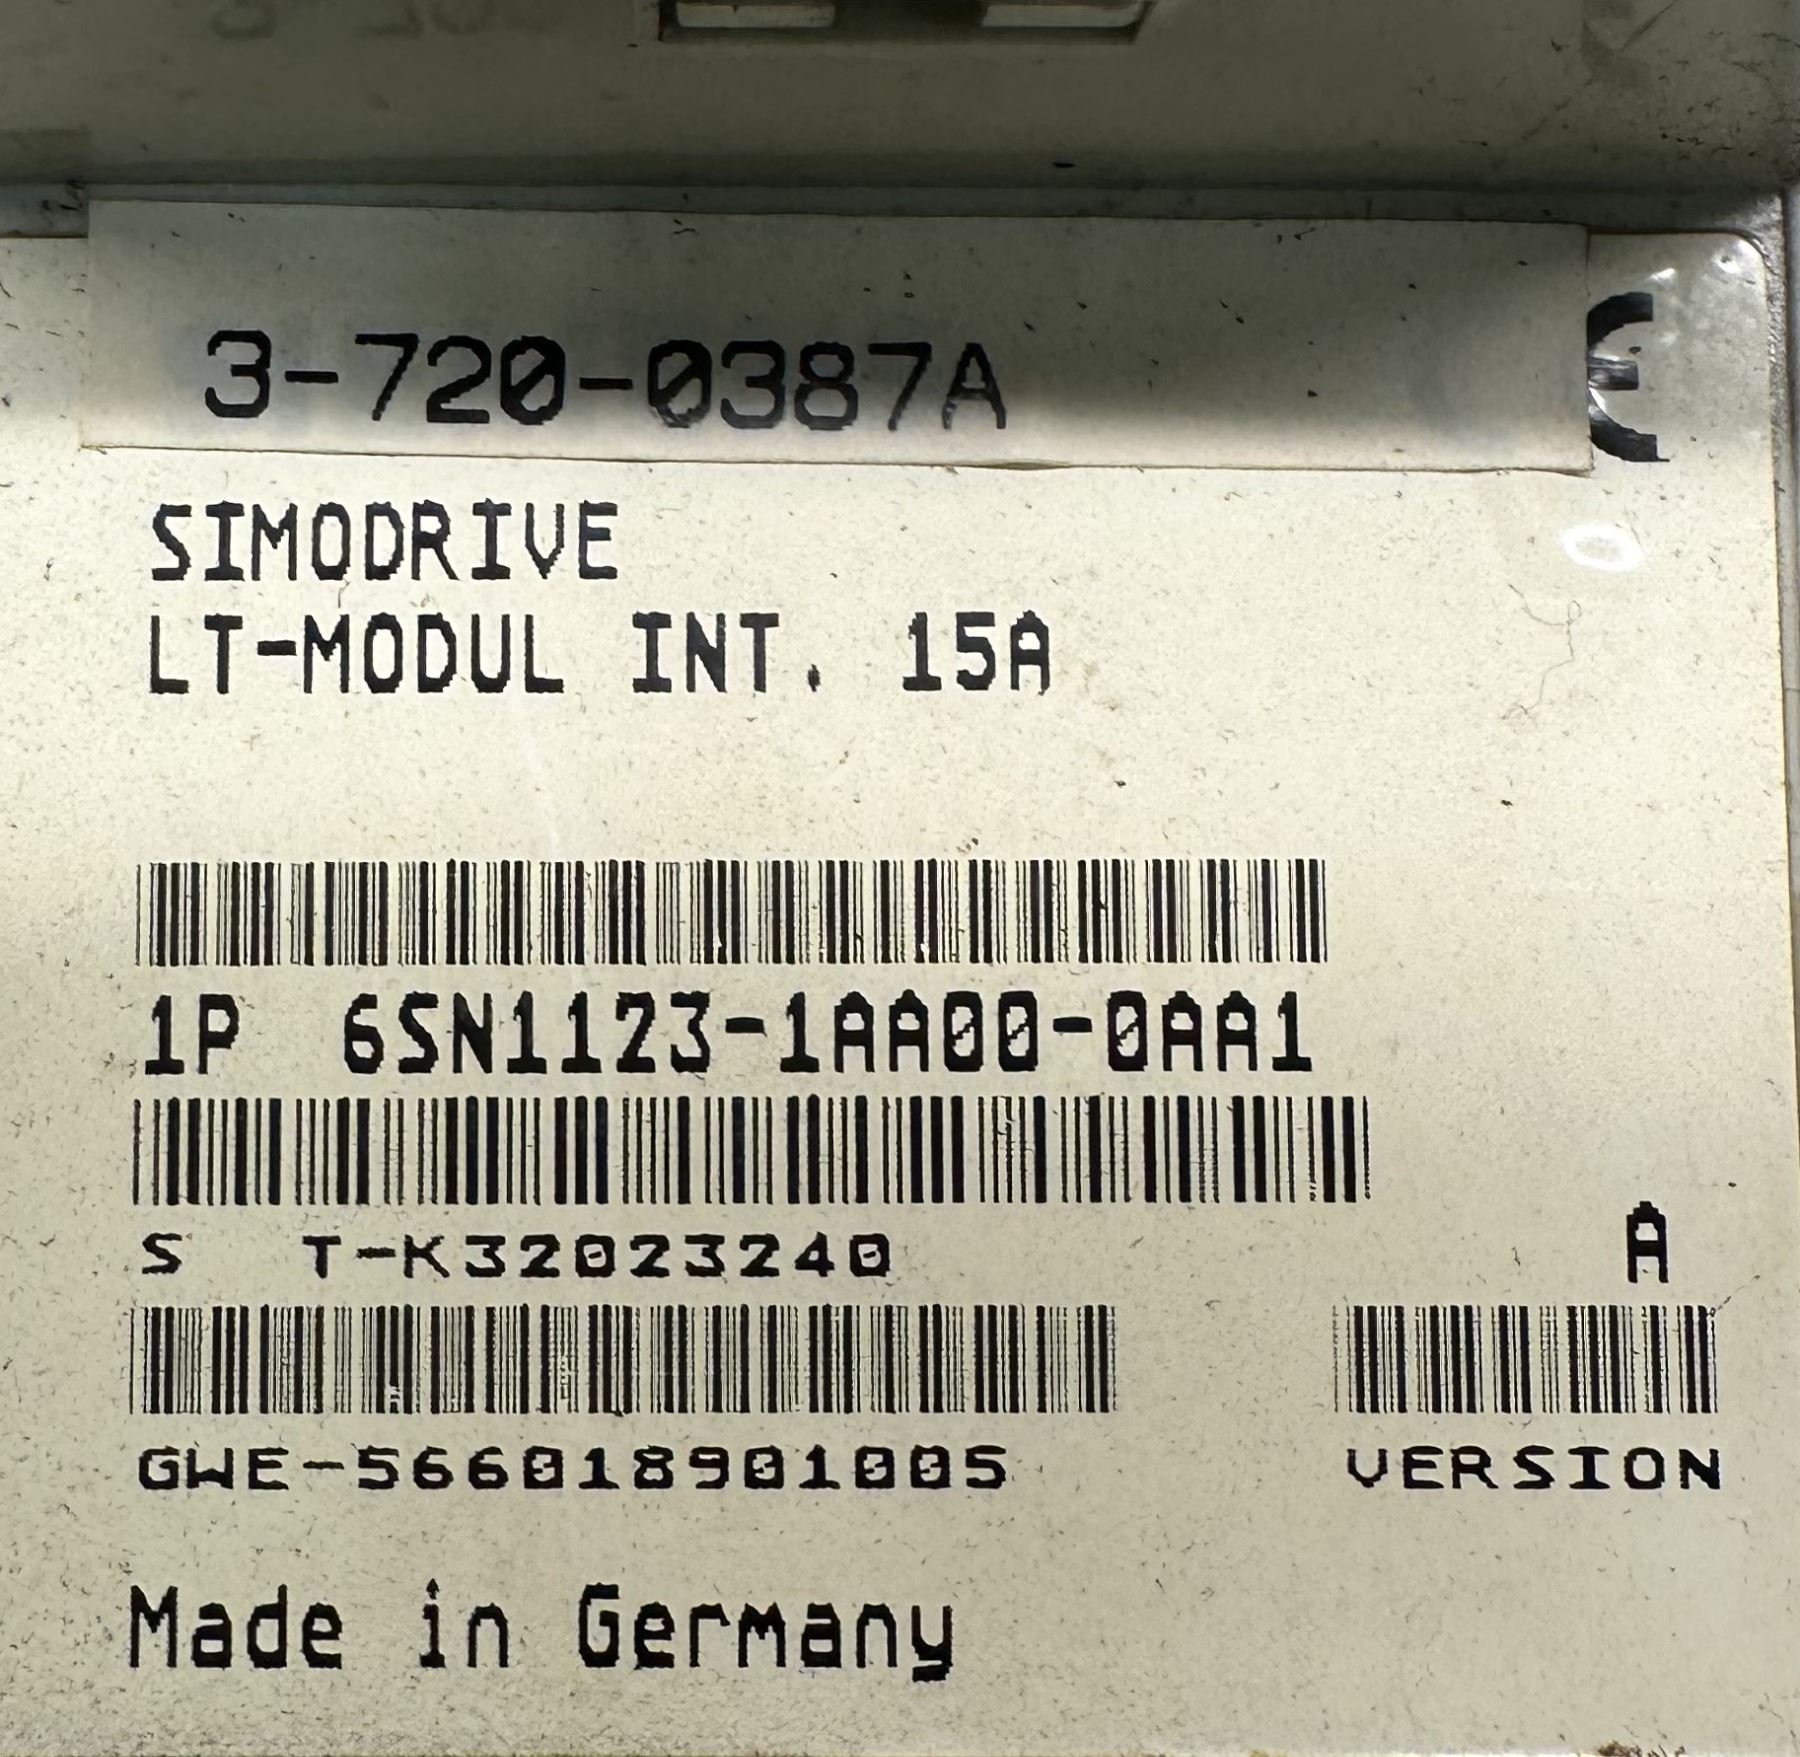 3-720-0387A
SIMODRIVE
LT-MODUL INT. 15A
1P 6SN1123-1AA00-0AA1
S T-K32023240
A
GWE-566018901005
VERSION
Made in Germany